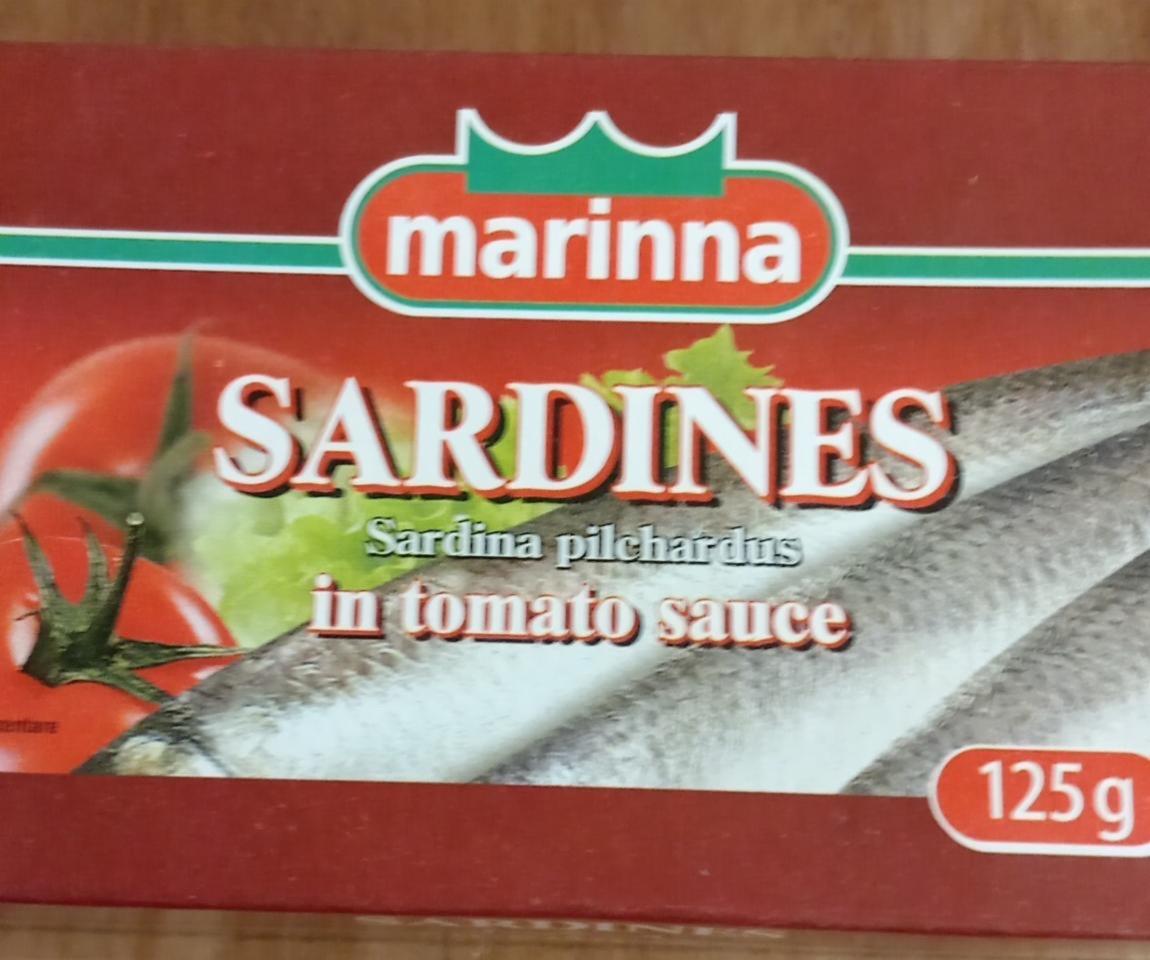 marinna
SARDINES
Sardina pilchardus
in tomato sauce
125g